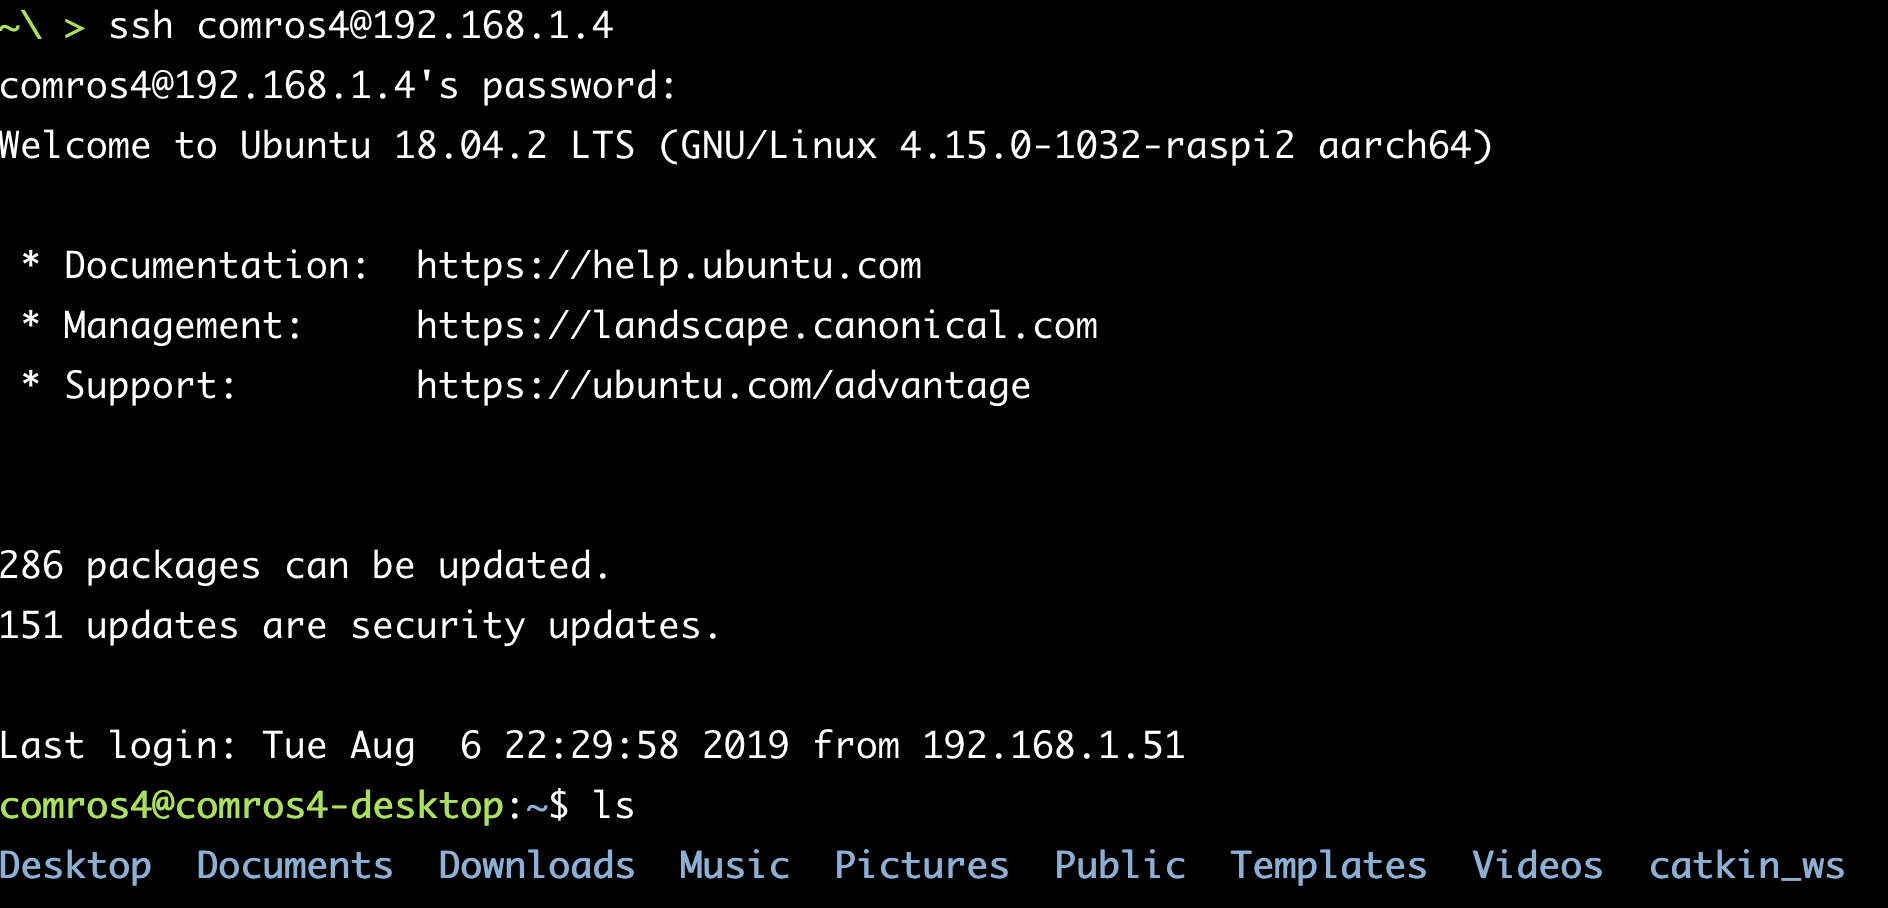 ~\ > ssh comros4@192.168.1.4
comros4@192.168.1.4's password:
Welcome to Ubuntu 18.04.2 LTS (GNU/Linux 4.15.0-1032-raspi2 aarch64)
* Documentation:  https://help.ubuntu.com
* Management:     https://landscape.canonical.com
* Support:        https://ubuntu.com/advantage
286 packages can be updated.
151 updates are security updates.
Last login: Tue Aug  6 22:29:58 2019 from 192.168.1.51
comros4@comros4-desktop:~$ ls
Desktop  Documents  Downloads  Music  Pictures  Public  Templates  Videos  catkin_ws